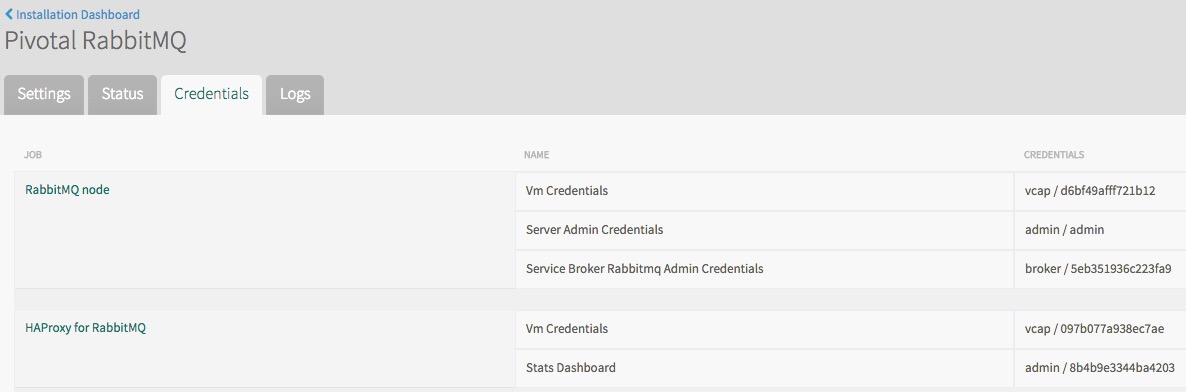 Installation Dashboard
Pivotal RabbitMQ
Settings Status Credentials Logs
JOB NAME CREDENTIALS
RabbitMQ node Vm Credentials vcap / d6bf49afff721b12
Server Admin Credentials admin / admin
Service Broker Rabbitmq Admin Credentials broker / 5eb351936c223fa9
HAProxy for RabbitMQ Vm Credentials vcap / 097b077a938ec7ae
Stats Dashboard admin / 8b4b9e3344ba4203